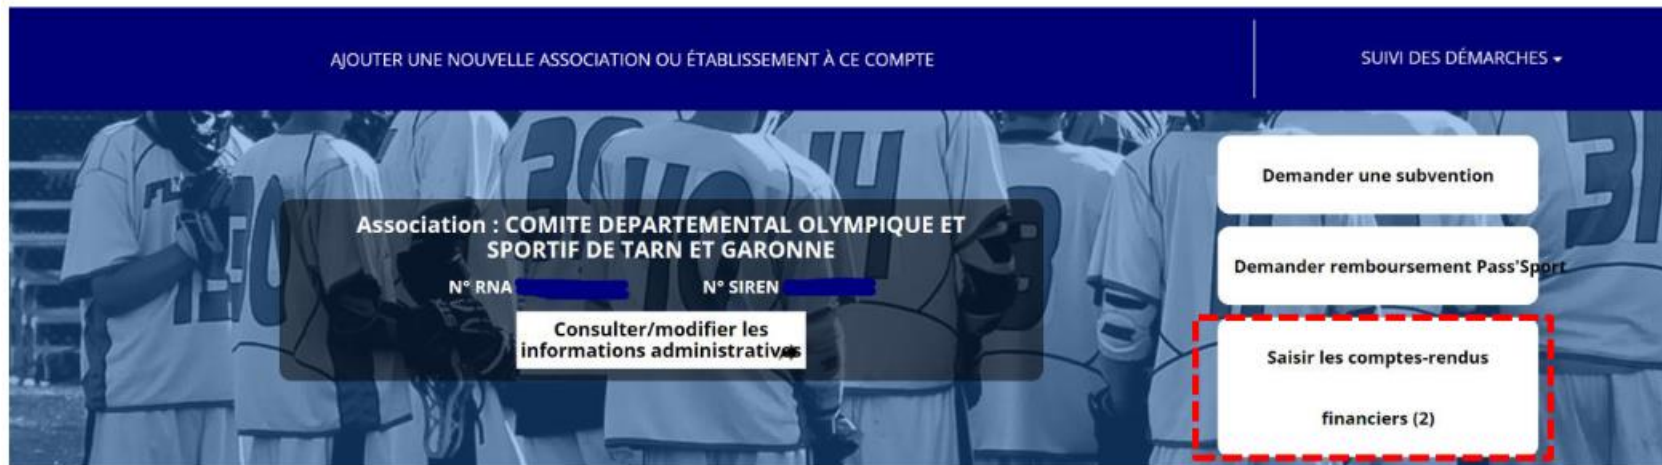 AJOUTER UNE NOUVELLE ASSOCIATION OU ÉTABLISSEMENT À CE COMPTE
SUIVI DES DÉMARCHES
Association : COMITE DEPARTEMENTAL OLYMPIQUE ET
SPORTIF DE TARN ET GARONNE
N° RNA
N° SIREN
Consulter/modifier les
informations administratives
Demander une subvention
Demander remboursement Pass'Sport
Saisir les comptes-rendus
financiers (2)